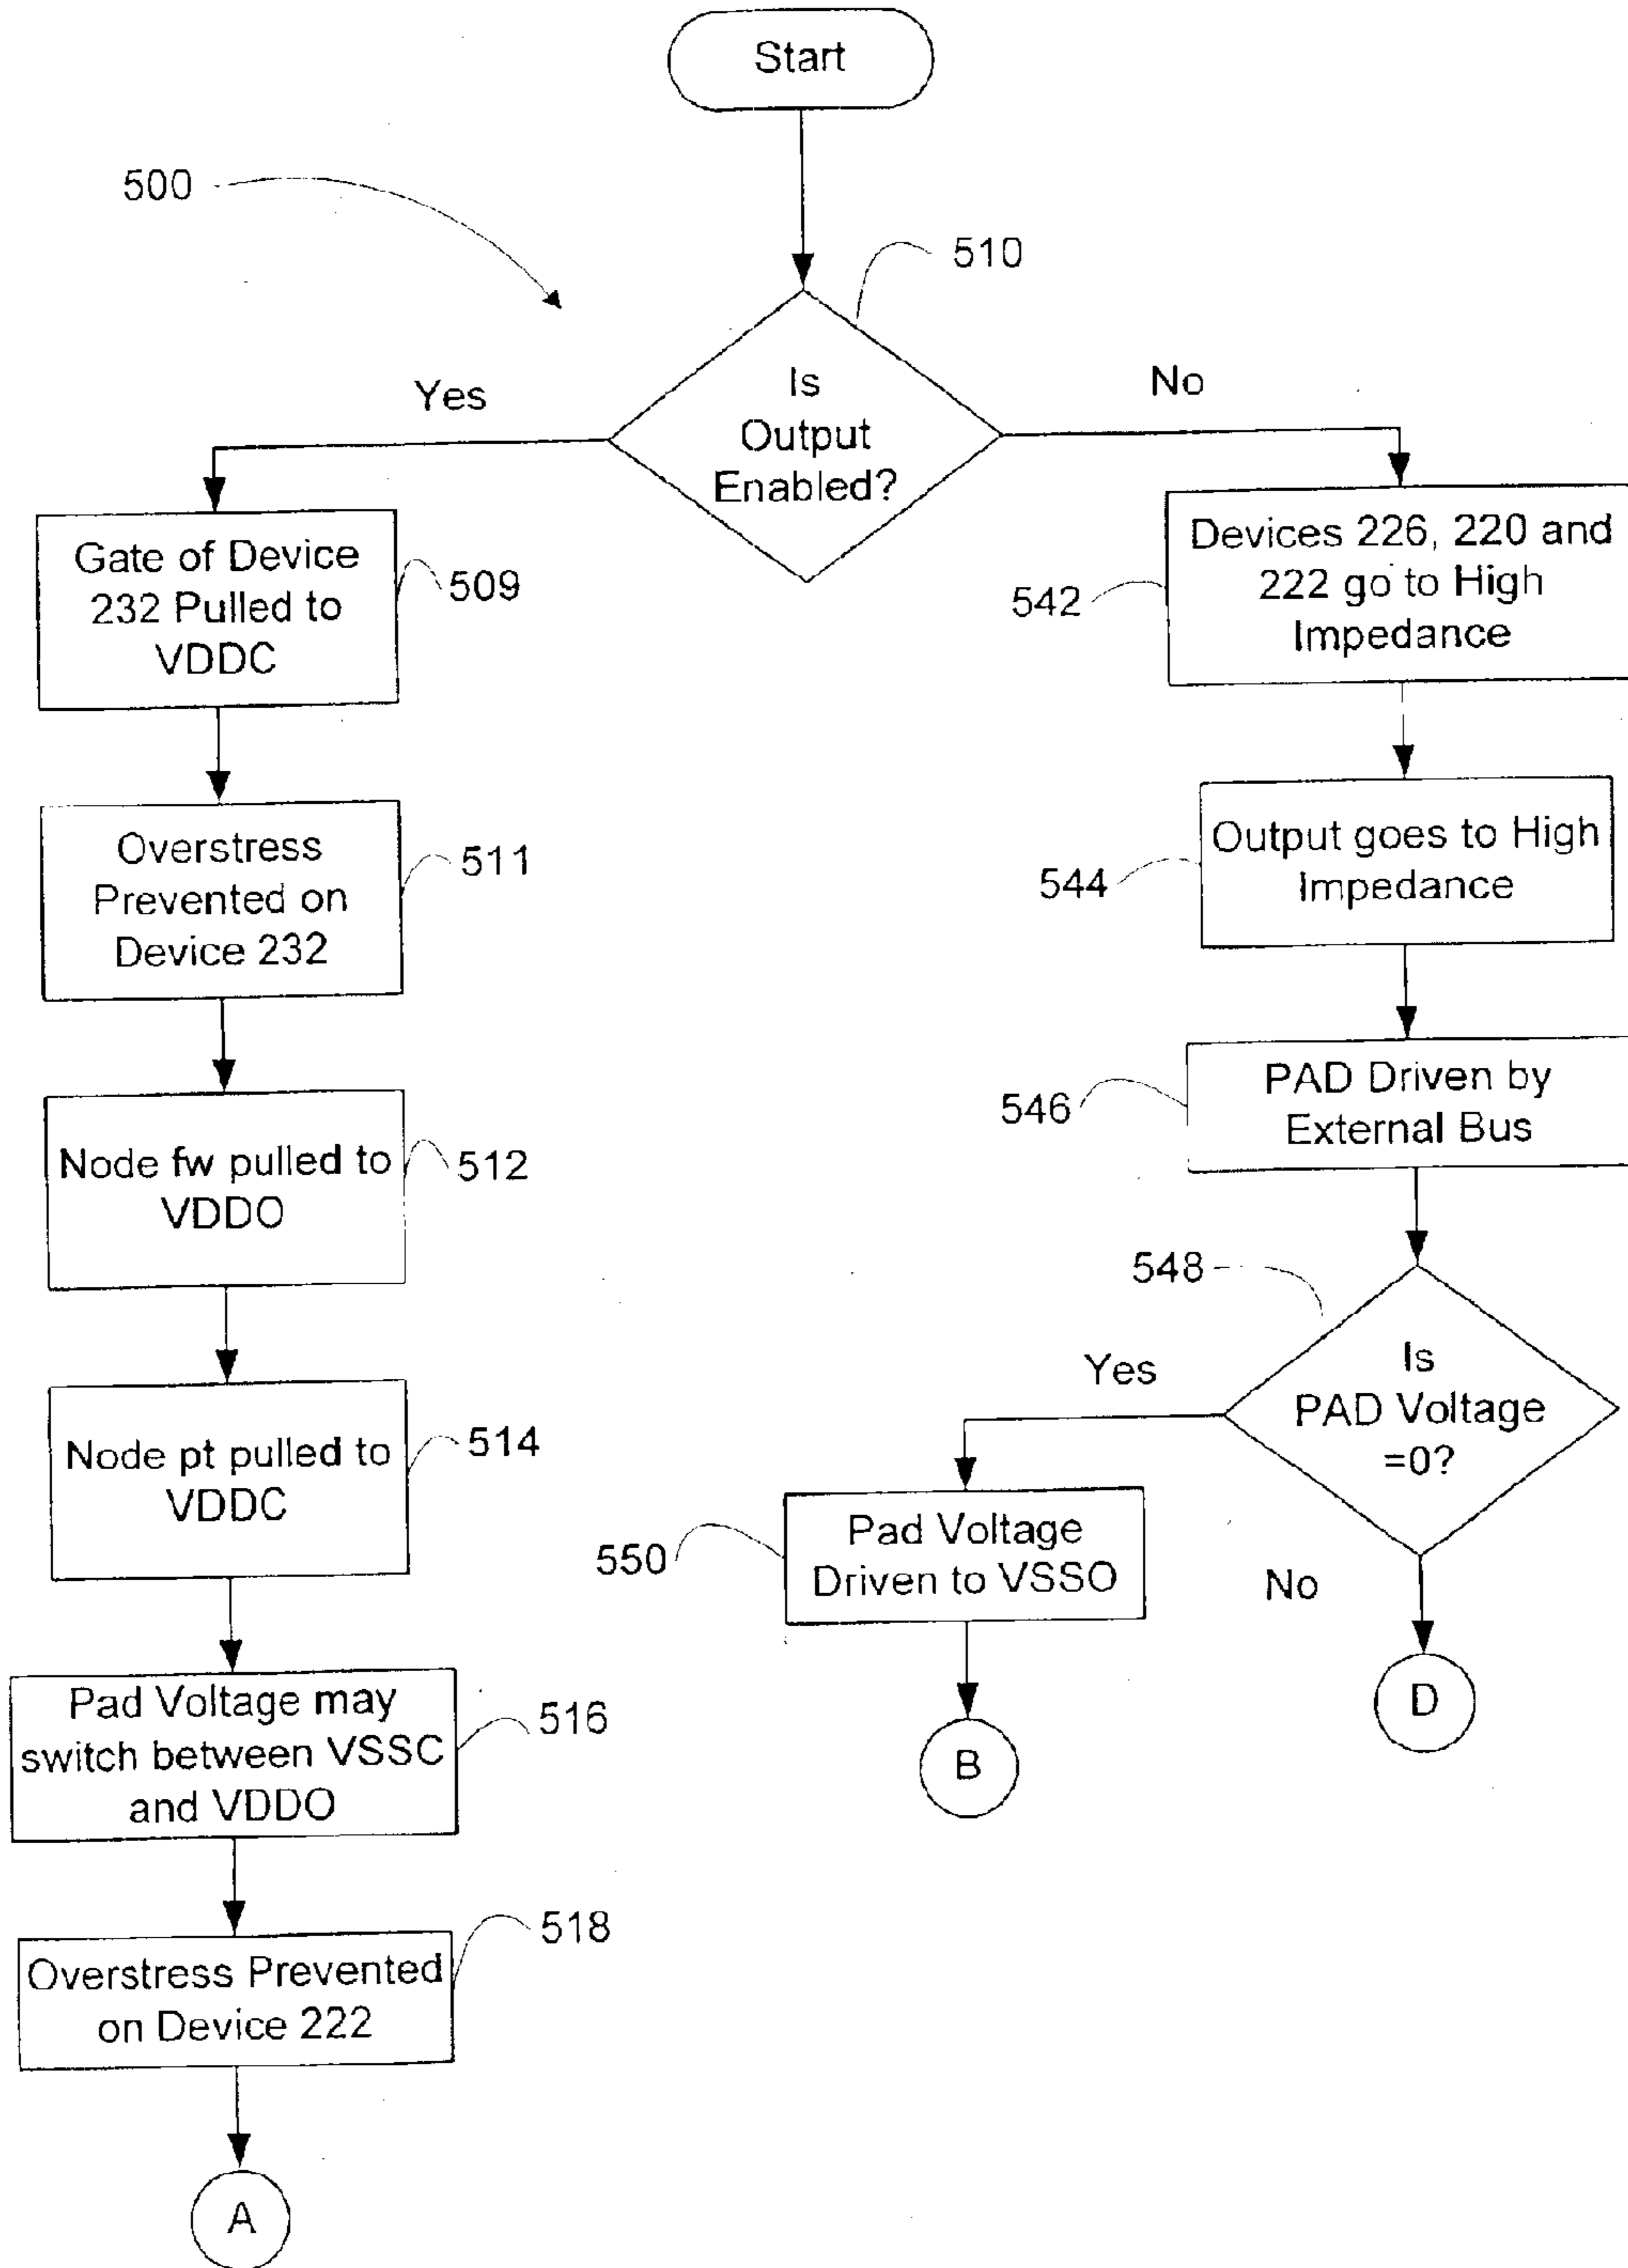 Start
500
510
Is
Output
Enabled?
Yes
No
Gate of Device
232 Pulled to
VDDC
509
Overstress
Prevented on
Device 232
511
Node fw pulled to
VDDO
512
Node pt pulled to
VDDC
514
Pad Voltage may
switch between VSSC
and VDDO
516
Overstress Prevented
on Device 222
518
A
Devices 226, 220 and
222 go to High
Impedance
542
Output goes to High
Impedance
544
PAD Driven by
External Bus
546
548
Is
PAD Voltage
=0?
Yes
No
Pad Voltage
Driven to VSSO
550
B
D